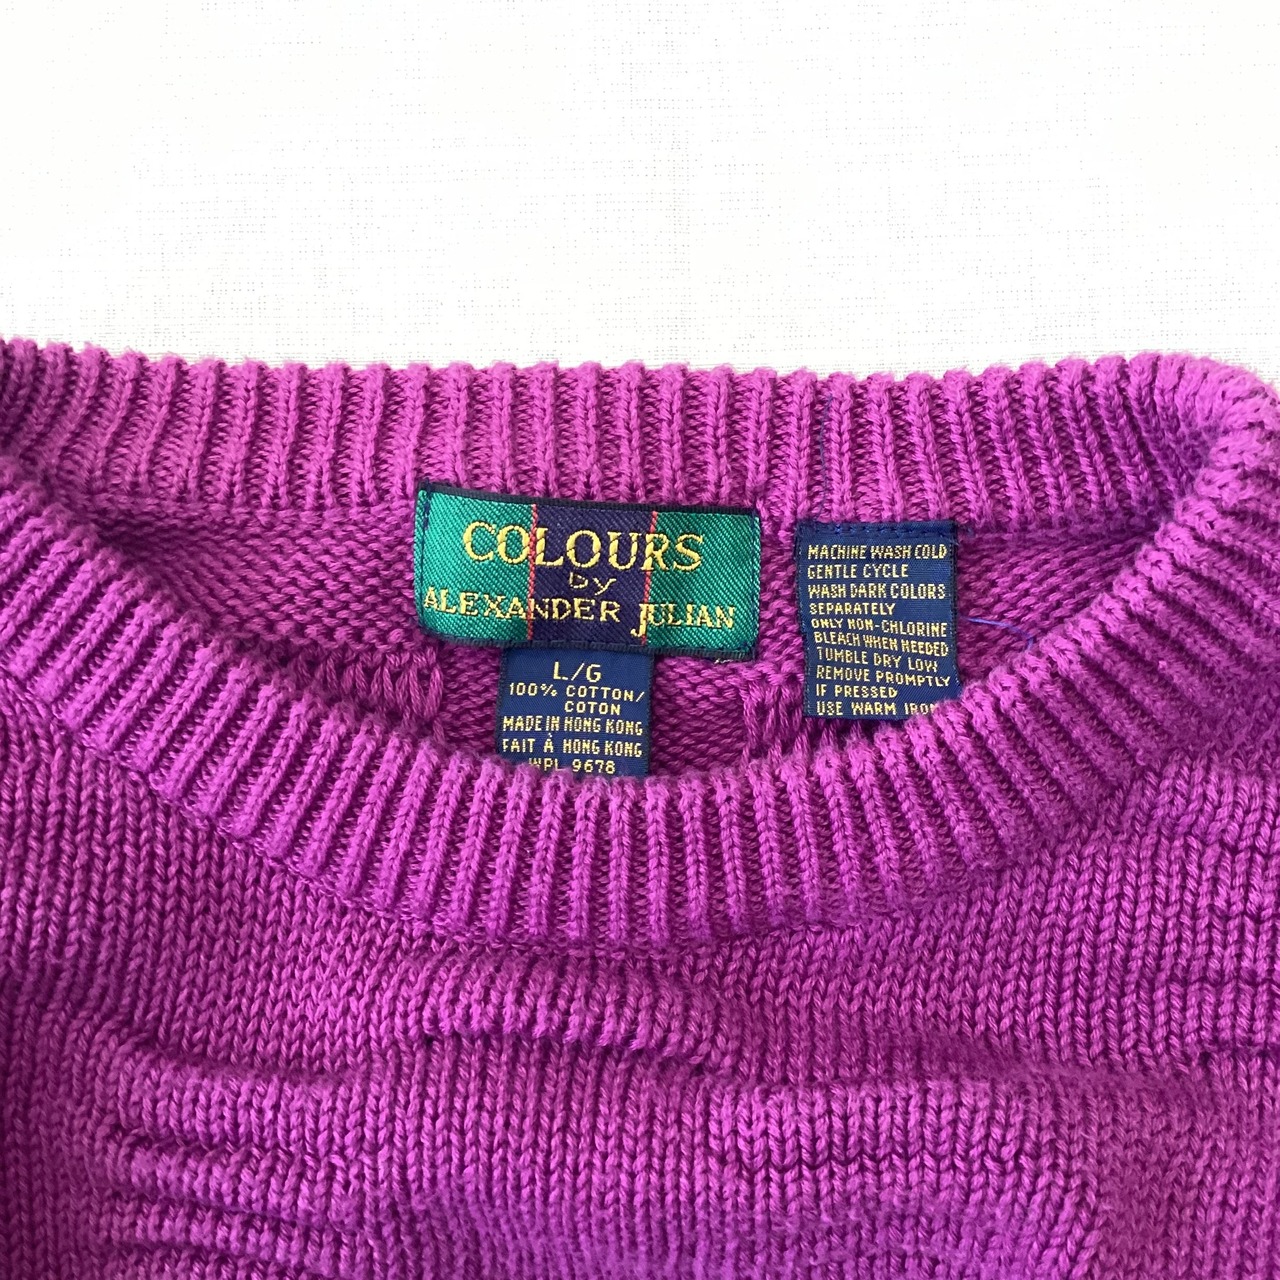 COLOURS
by
ALEXANDER JULIAN
L/G
100% COTTON/
COTON
MADE IN HONG KONG
FAIT À HONG KONG
WPL 9678
MACHINE WASH COLD
GENTLE CYCLE
WASH DARK COLORS
SEPARATELY
ONLY NON-CHLORINE
BLEACH WHEN NEEDED
TUMBLE DRY LOW
REMOVE PROMPTLY
IF PRESSED
USE WARM IRON